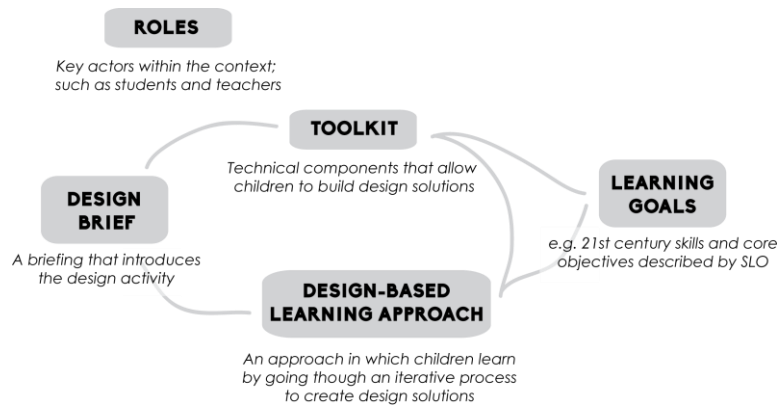 ROLES
Key actors within the context;
such as students and teachers
TOOLKIT
Technical components that allow
children to build design solutions
DESIGN
BRIEF
A briefing that introduces
the design activity
LEARNING
GOALS
e.g. 21st century skills and core
objectives described by SLO
DESIGN-BASED
LEARNING APPROACH
An approach in which children learn
by going though an iterative process
to create design solutions